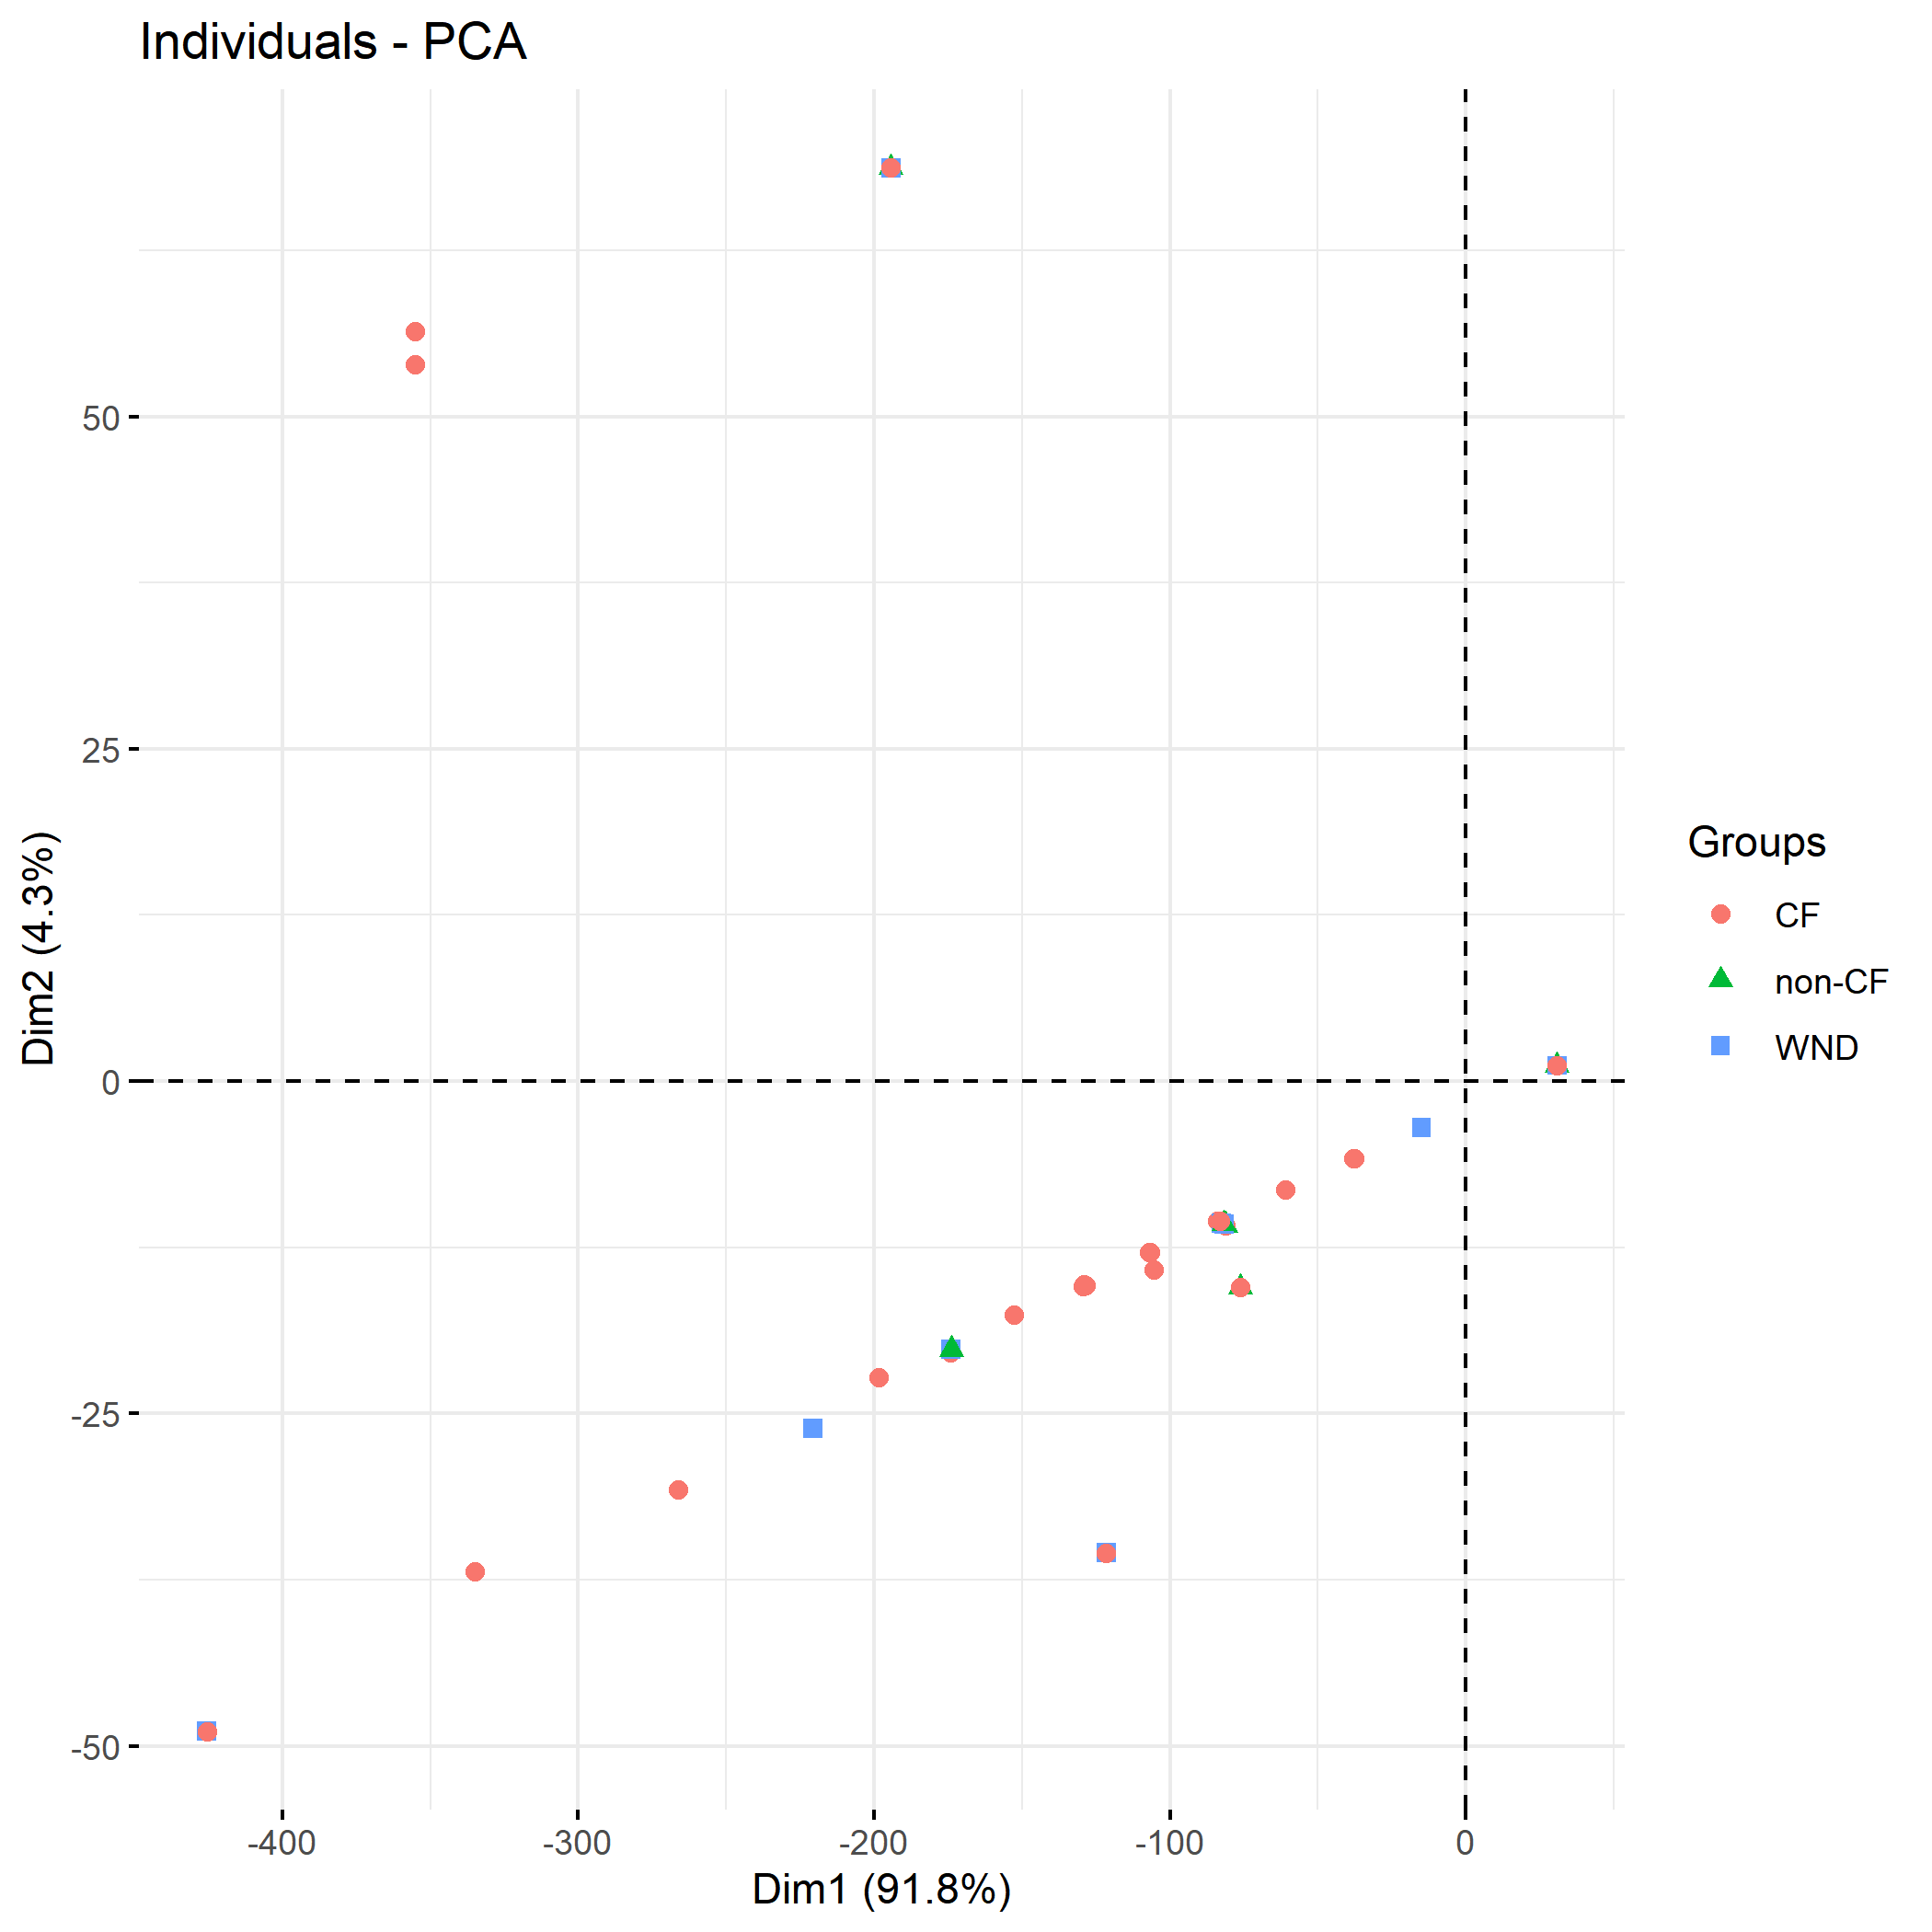 Individuals - PCA
50
25
0
-25
-50
Dim2 (4.3%)
-400 -300 -200 -100 0
Dim1 (91.8%)
Groups
CF
non-CF
WND